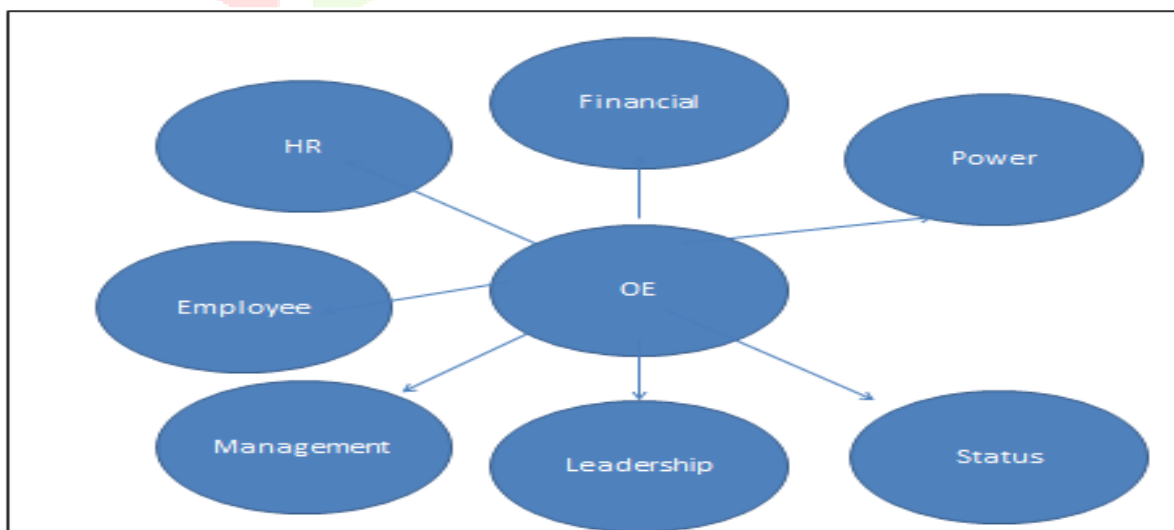 Financial
HR
Power
OE
Employee
Management
Leadership
Status